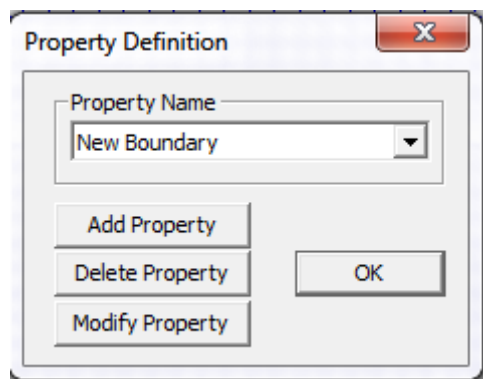 Property Definition
X
Property Name
New Boundary
Add Property
Delete Property
OK
Modify Property